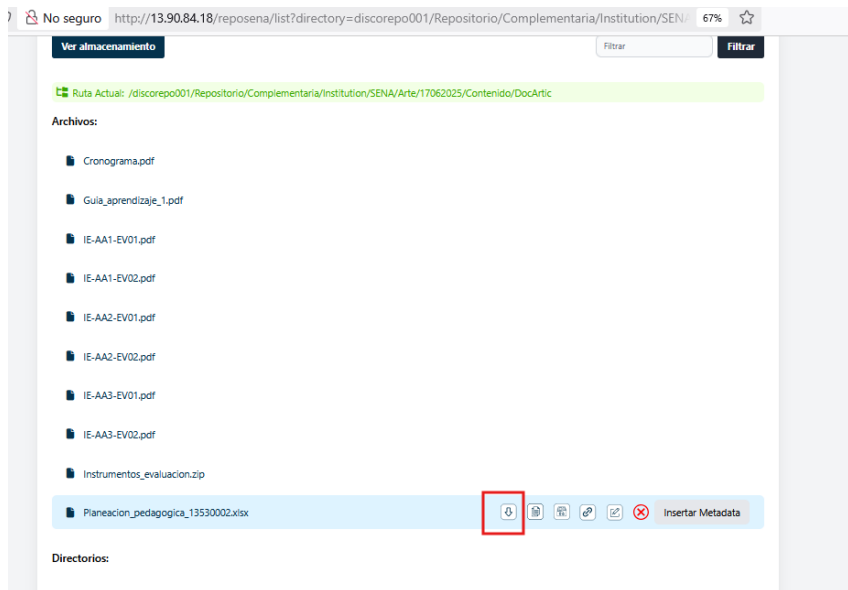 No seguro http://13.90.84.18/reposena/list?directory=discorepo001/Repositorio/Complementaria/Institution/SENA/ 67%
Ver almacenamiento Filtrar Filtrar
Ruta Actual: /discorepo001/Repositorio/Complementaria/Institution/SENA/Arte/17062025/Contenido/DocArtic
Archivos:
Cronograma.pdf
Guia_aprendizaje_1.pdf
IE-AA1-EV01.pdf
IE-AA1-EV02.pdf
IE-AA2-EV01.pdf
IE-AA2-EV02.pdf
IE-AA3-EV01.pdf
IE-AA3-EV02.pdf
Instrumentos_evaluacion.zip
Planeacion_pedagogica_13530002.xlsx Insertar Metadata
Directorios: